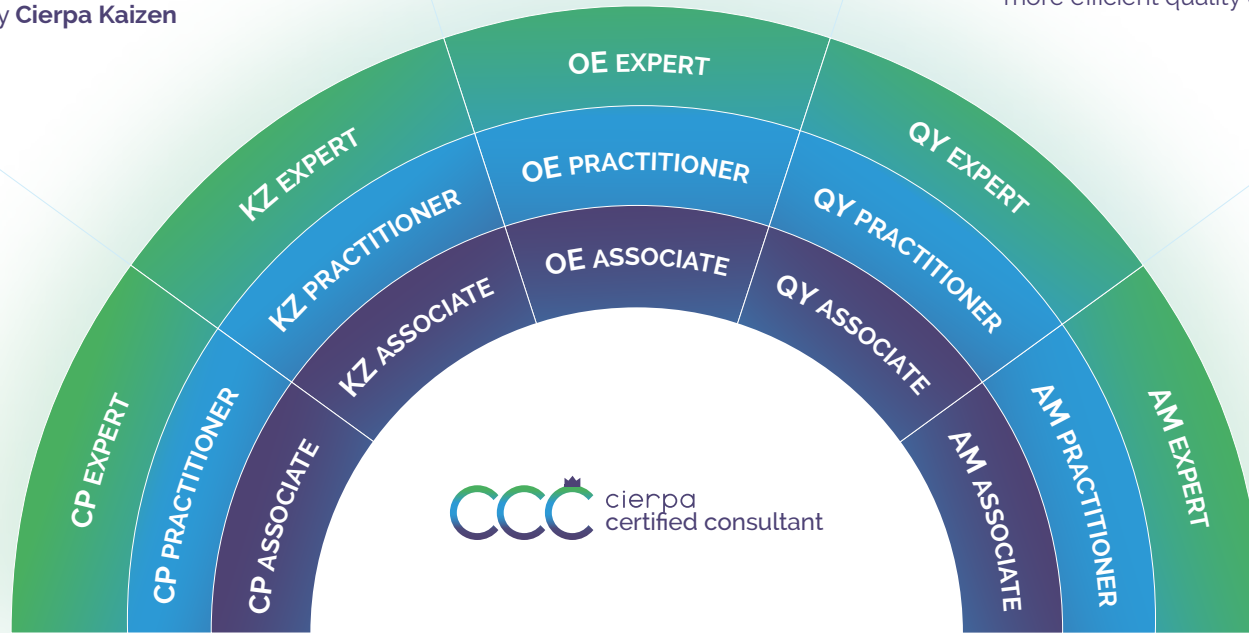 y Cierpa Kaizen
more efficient quality
OE EXPERT
KZ EXPERT
QY EXPERT
CP EXPERT
AM EXPERT
OE PRACTITIONER
KZ PRACTITIONER
QY PRACTITIONER
CP PRACTITIONER
AM PRACTITIONER
OE ASSOCIATE
KZ ASSOCIATE
QY ASSOCIATE
CP ASSOCIATE
AM ASSOCIATE
CCC cierpa
certified consultant